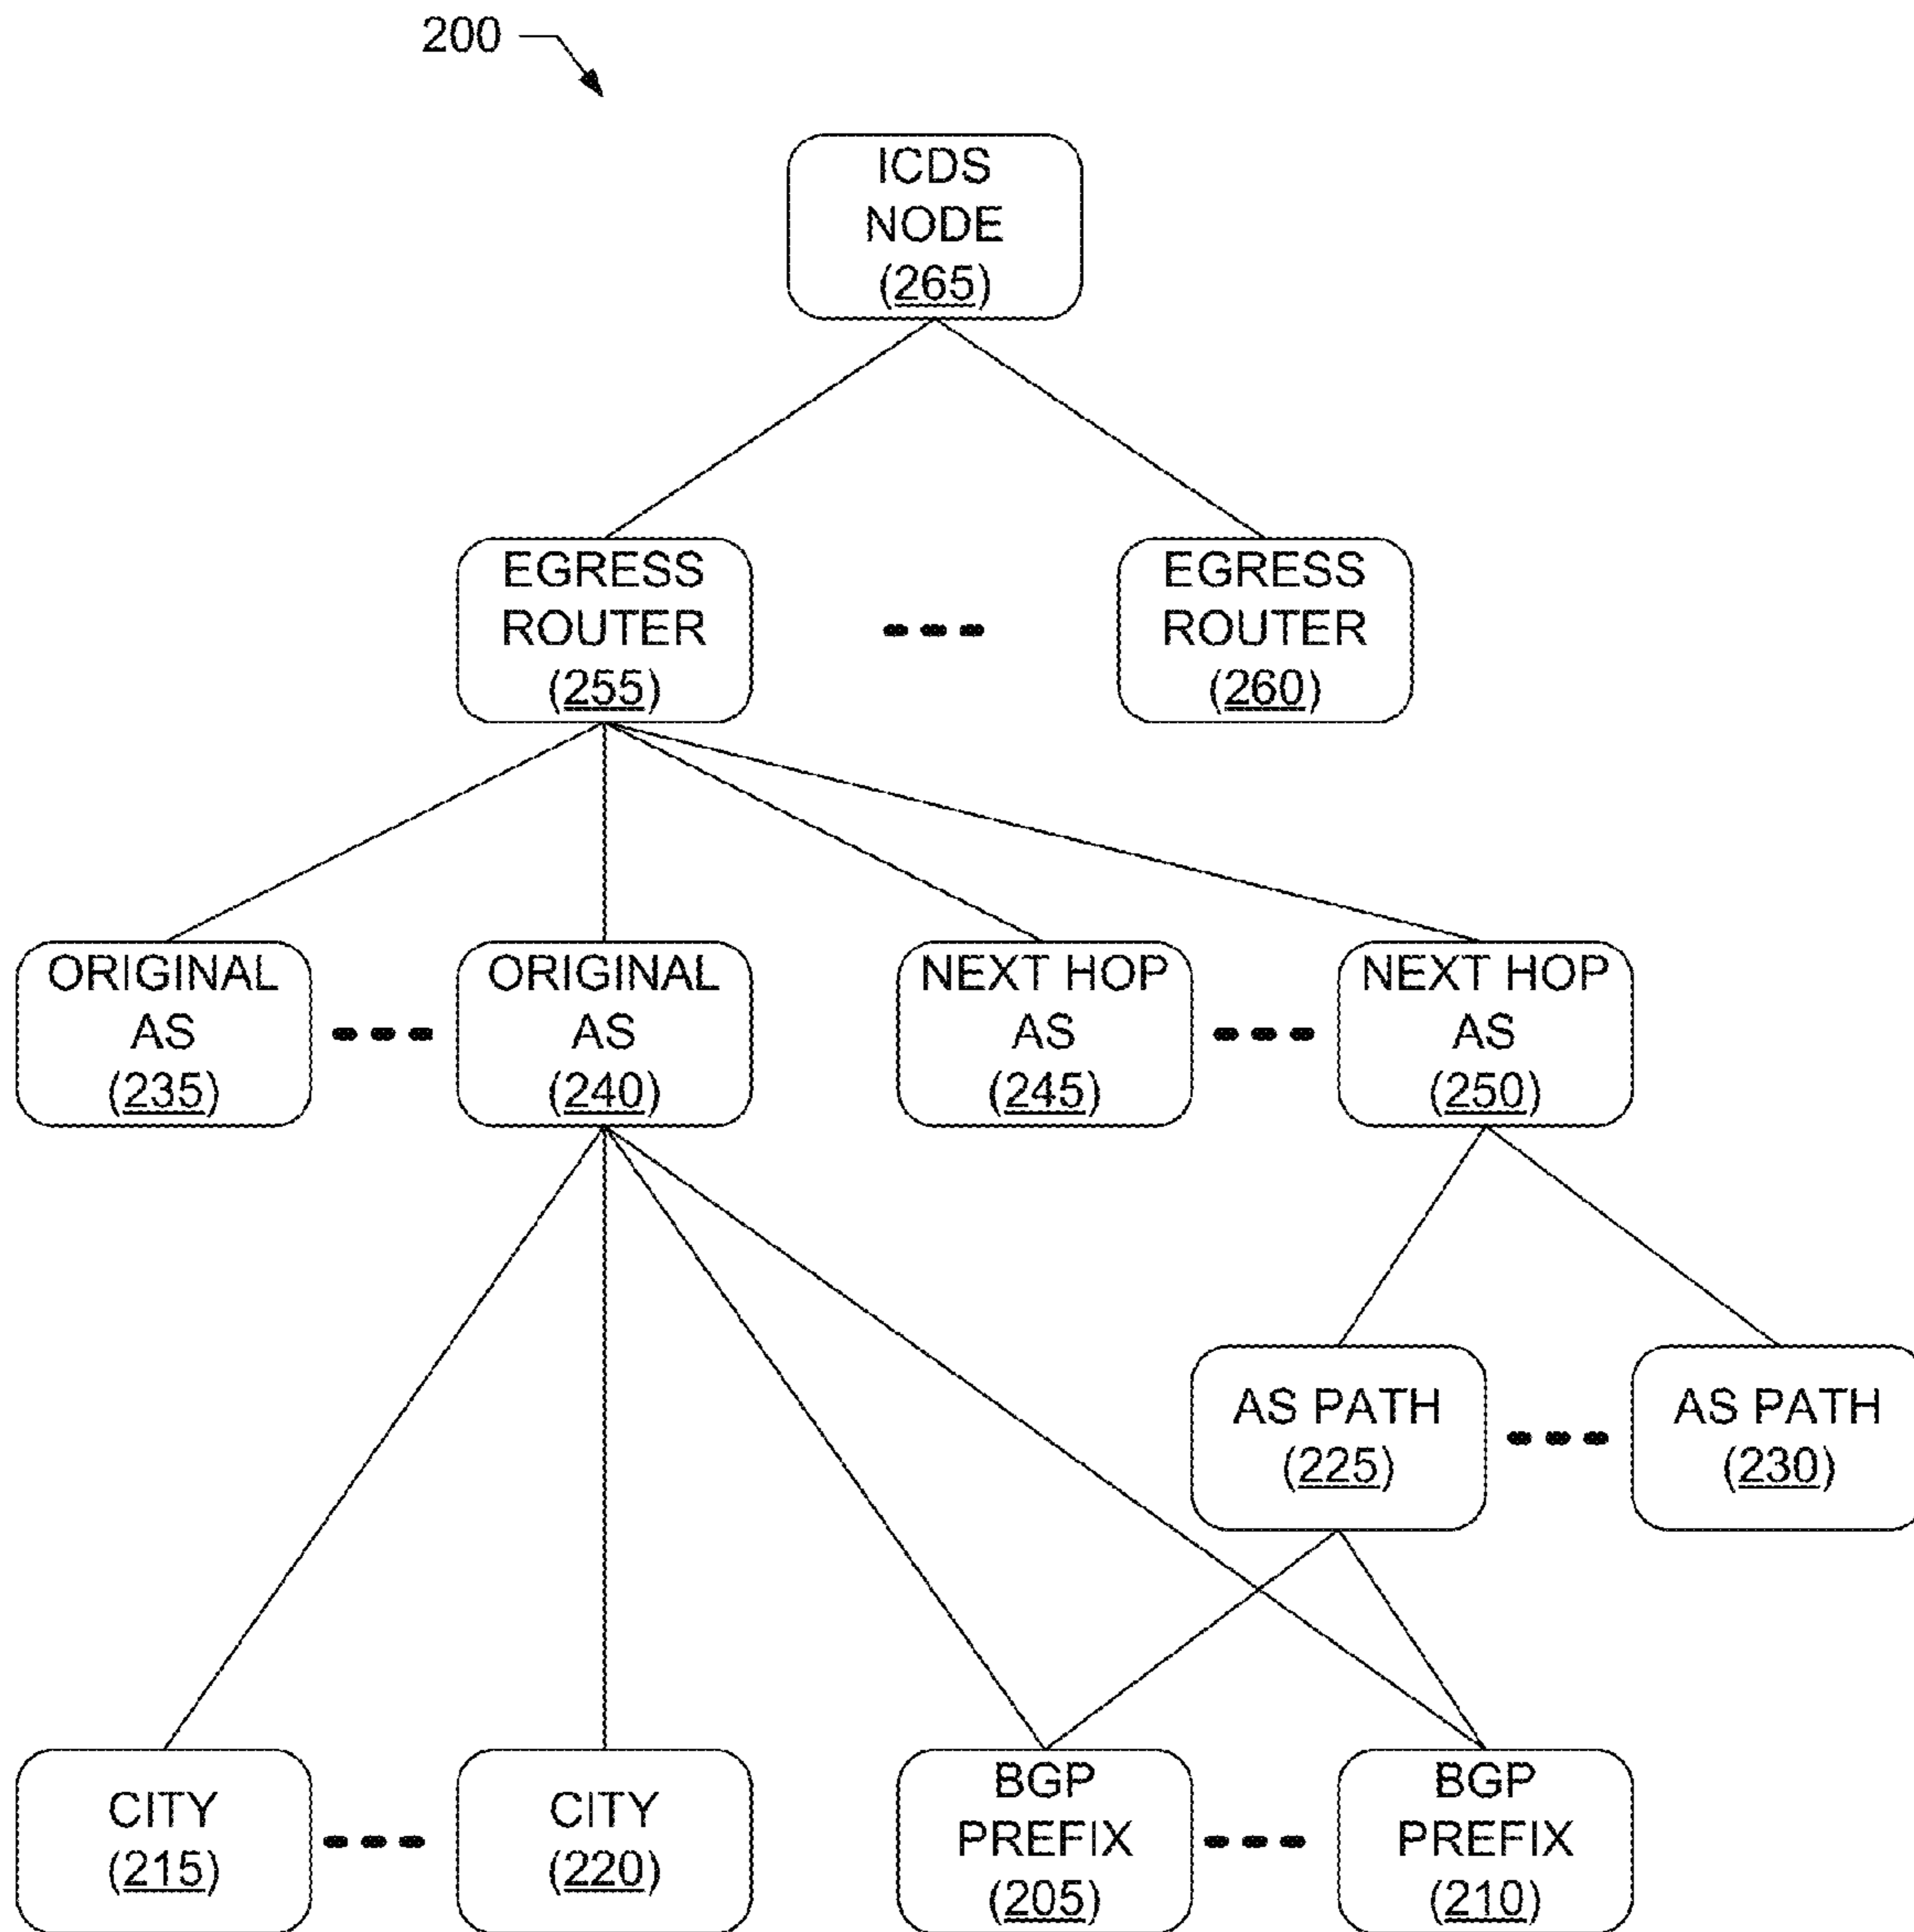 200
ICDS
NODE
(265)
EGRESS
ROUTER
(255)
EGRESS
ROUTER
(260)
ORIGINAL
AS
(235)
ORIGINAL
AS
(240)
NEXT HOP
AS
(245)
NEXT HOP
AS
(250)
AS PATH
(225)
AS PATH
(230)
CITY
(215)
CITY
(220)
BGP
PREFIX
(205)
BGP
PREFIX
(210)